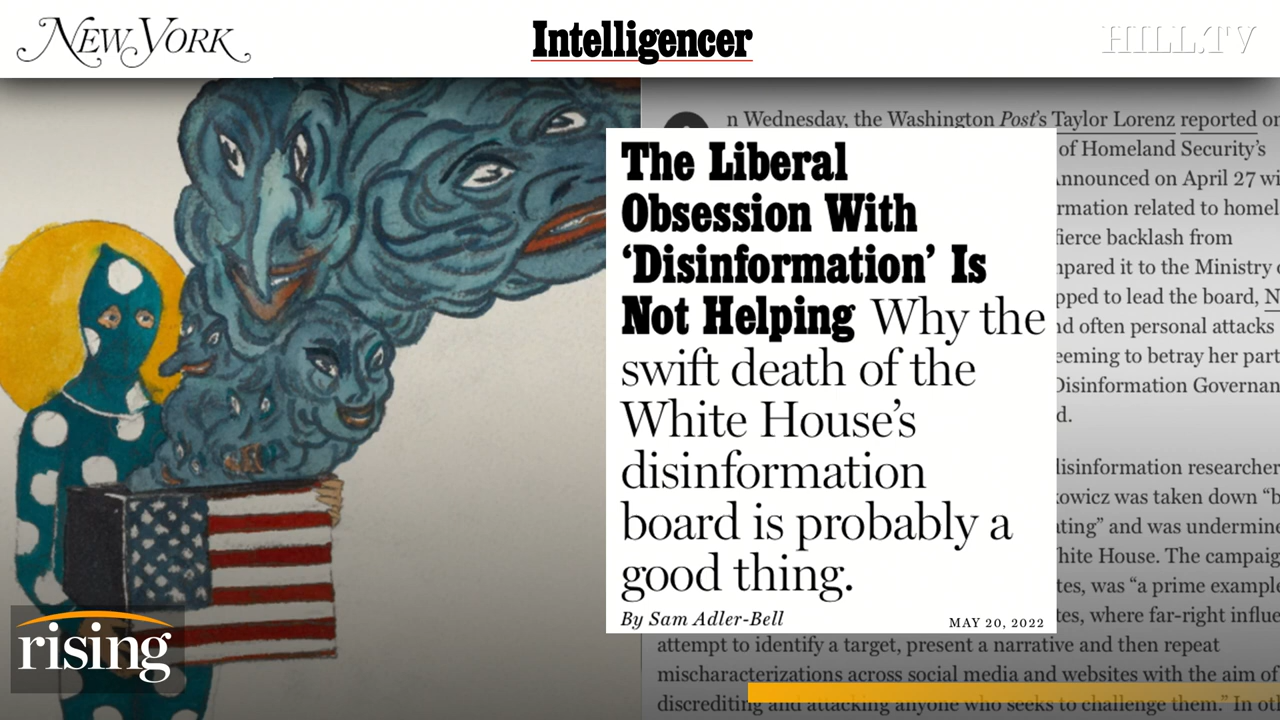 NEW YORK
Intelligencer
HILL.TV
n Wednesday, the Washington Post's Taylor Lorenz reported on
of Homeland Security's
Announced on April 27 wi
rmation related to homel
fierce backlash from
mpared it to the Ministry
pped to lead the board, N
nd often personal attacks
eeming to betray her part
Disinformation Governan
d.
The Liberal
Obsession With
‘Disinformation’ Is
Not Helping Why the
swift death of the
White House’s
disinformation
board is probably a
good thing.
By Sam Adler-Bell MAY 20, 2022
disinformation researcher
kowicz was taken down “b
ating” and was undermin
hite House. The campaig
tes, was “a prime example
tes, where far-right influe
attempt to identify a target, present a narrative and then repeat
mischaracterizations across social media and websites with the aim of
discrediting and attacking anyone who seeks to challenge them.” In oth
rising